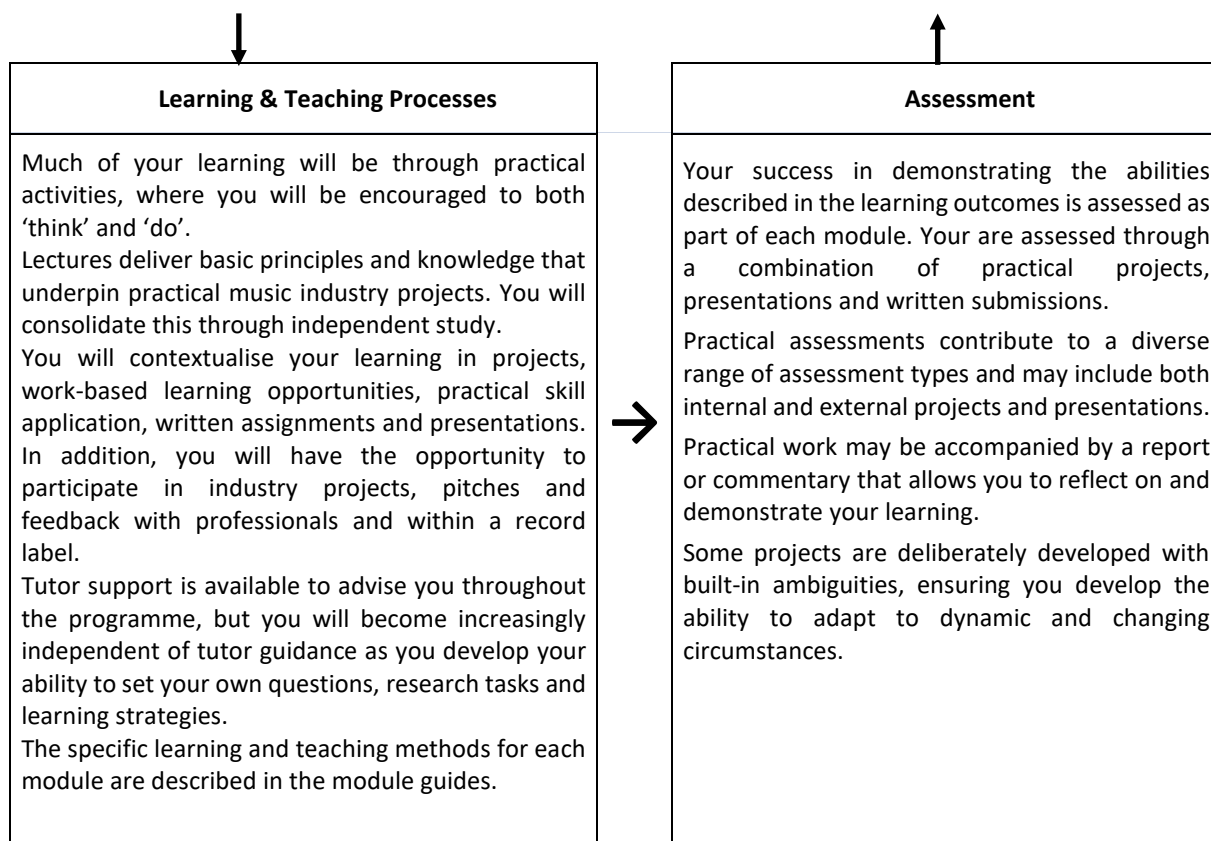 Learning & Teaching Processes
Much of your learning will be through practical
activities, where you will be encouraged to both
‘think’ and ‘do’.
Lectures deliver basic principles and knowledge that
underpin practical music industry projects. You will
consolidate this through independent study.
You will contextualise your learning in projects,
work-based learning opportunities, practical skill
application, written assignments and presentations.
In addition, you will have the opportunity to
participate in industry projects, pitches and
feedback with professionals and within a record
label.
Tutor support is available to advise you throughout
the programme, but you will become increasingly
independent of tutor guidance as you develop your
ability to set your own questions, research tasks and
learning strategies.
The specific learning and teaching methods for each
module are described in the module guides.
Assessment
Your success in demonstrating the abilities
described in the learning outcomes is assessed as
part of each module. Your are assessed through
a combination of practical projects,
presentations and written submissions.
Practical assessments contribute to a diverse
range of assessment types and may include both
internal and external projects and presentations.
Practical work may be accompanied by a report
or commentary that allows you to reflect on and
demonstrate your learning.
Some projects are deliberately developed with
built-in ambiguities, ensuring you develop the
ability to adapt to dynamic and changing
circumstances.